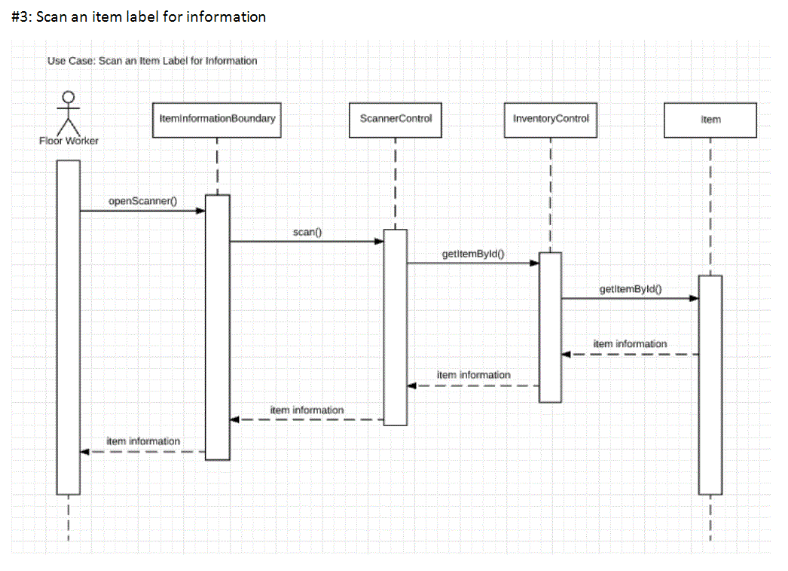 #3: Scan an item label for information
Use Case: Scan an Item Label for Information
Floor Worker
ItemInformationBoundary
ScannerControl
InventoryControl
Item
openScanner()
scan()
getItemById()
getItemById()
item information
item information
item information
item information